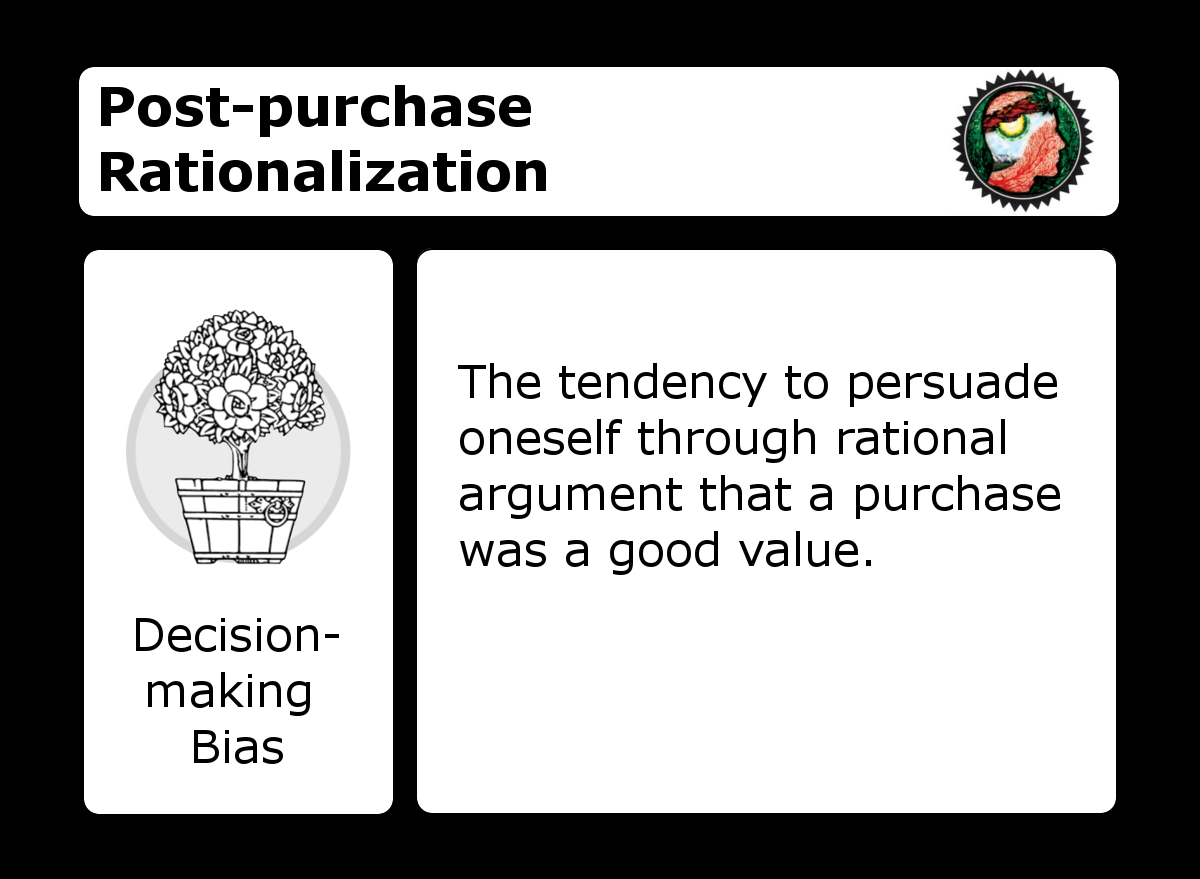 Post-purchase
Rationalization
Decision-
making
Bias
The tendency to persuade
oneself through rational
argument that a purchase
was a good value.